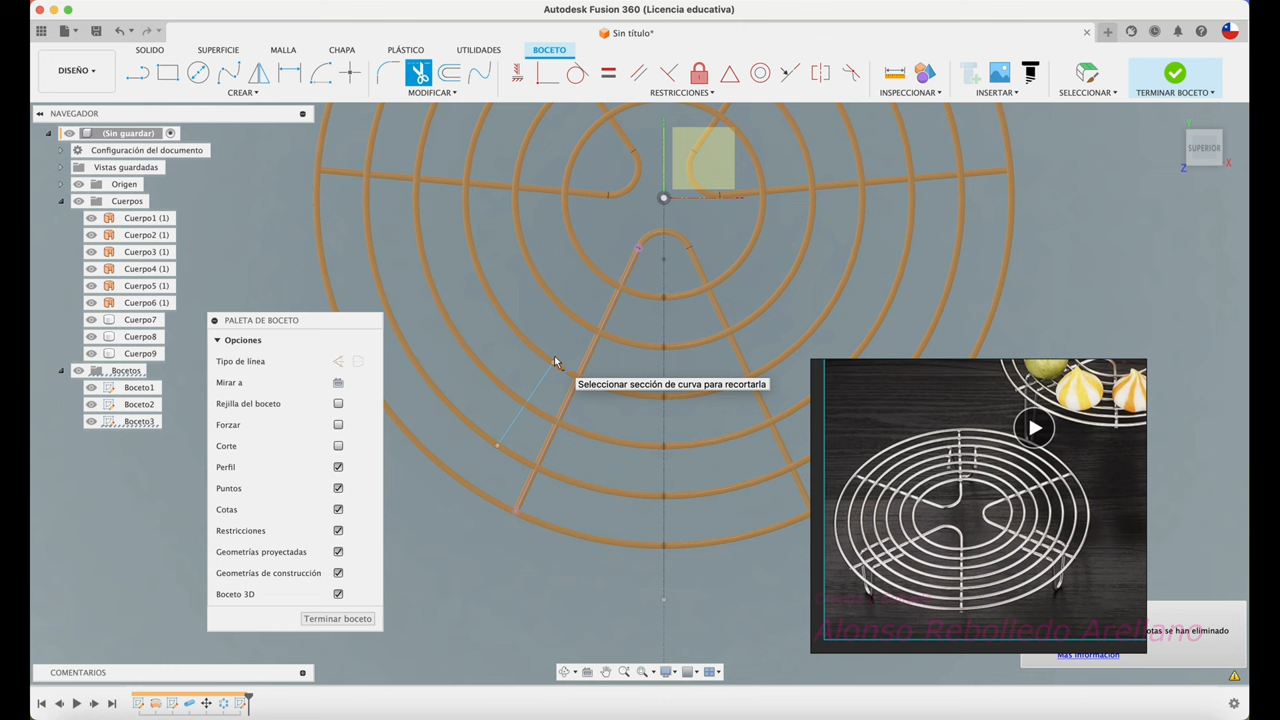 Autodesk Fusion 360 (Licencia educativa)
Sin título*
DISEÑO
SÓLIDO
SUPERFICIE
MALLA
CHAPA
PLÁSTICO
UTILIDADES
BOCETO
CREAR
MODIFICAR
RESTRICCIONES
INSPECCIONAR
INSERTAR
SELECCIONAR
TERMINAR BOCETO
NAVEGADOR
(Sin guardar)
Configuración del documento
Vistas guardadas
Origen
Cuerpos
Cuerpo1 (1)
Cuerpo2 (1)
Cuerpo3 (1)
Cuerpo4 (1)
Cuerpo5 (1)
Cuerpo6 (1)
Cuerpo7
Cuerpo8
Cuerpo9
Bocetos
Boceto1
Boceto2
Boceto3
PALETA DE BOCETO
Opciones
Tipo de línea
Mirar a
Rejilla del boceto
Forzar
Corte
Perfil
Puntos
Cotas
Restricciones
Geometrías proyectadas
Geometrías de construcción
Boceto 3D
Terminar boceto
Seleccionar sección de curva para recortarla
SUPERIOR
Y
X
Z
Alonso Rebolledo Arellano
otas se han eliminado
Más información
COMENTARIOS